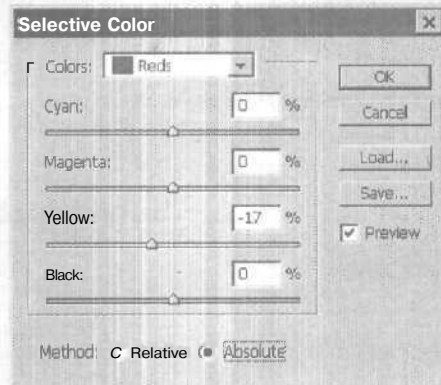 Selective Color
Colors: Reds
OK
Cyan: 0 %
Cancel
Magenta: 0 %
Load...
Save...
Yellow: -17 %
Preview
Black: 0 %
Method: C Relative Absolute